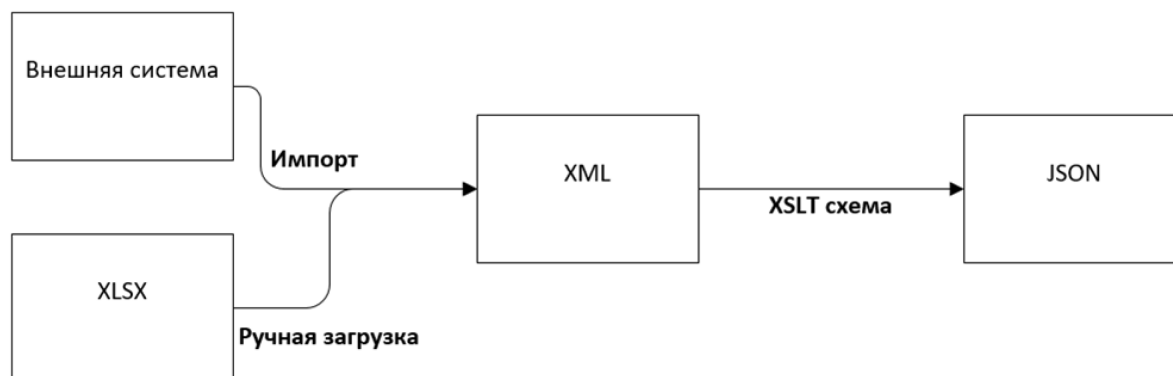 Внешняя система
Импорт
XML
JSON
XSLT схема
XLSX
Ручная загрузка